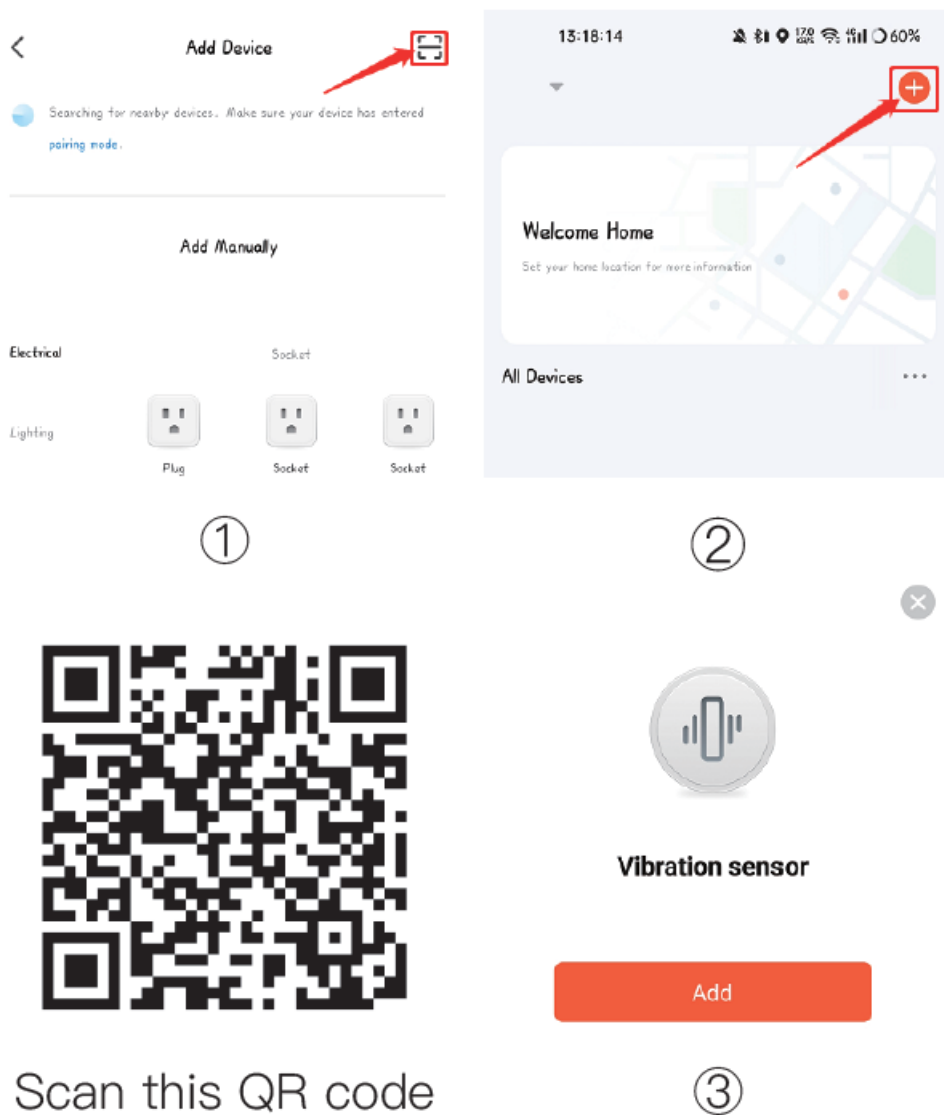 Add Device
Searching for nearby devices. Make sure your device has entered
pairing mode.
Add Manually
Electrical
Socket
Lighting
Plug
Socket
Socket
①
13:18:14
60%
Welcome Home
Set your home location for more information
All Devices
②
Scan this QR code
Vibration sensor
Add
③